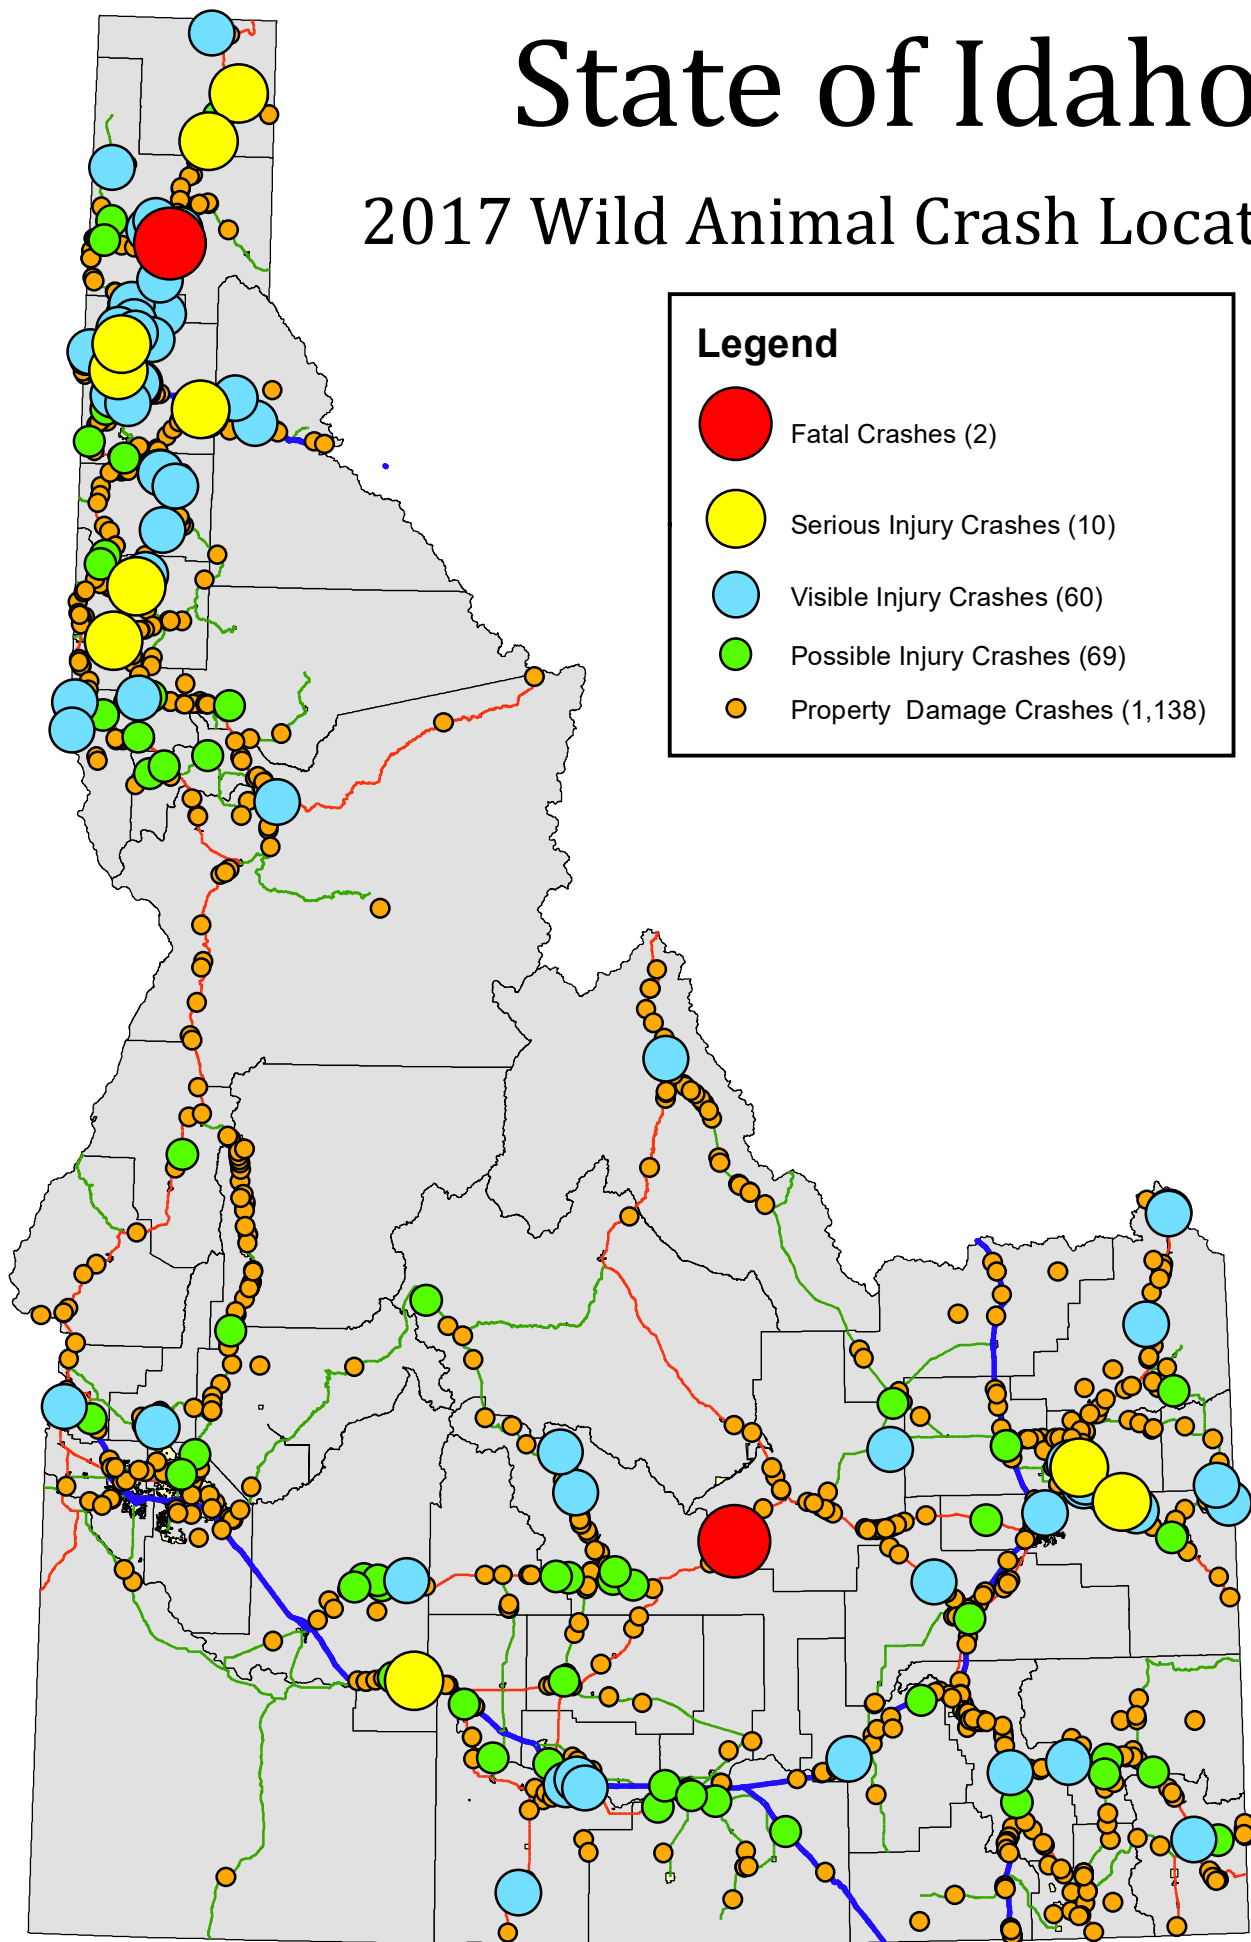 State of Idaho
2017 Wild Animal Crash Locat
Legend
Fatal Crashes (2)
Serious Injury Crashes (10)
Visible Injury Crashes (60)
Possible Injury Crashes (69)
Property Damage Crashes (1,138)